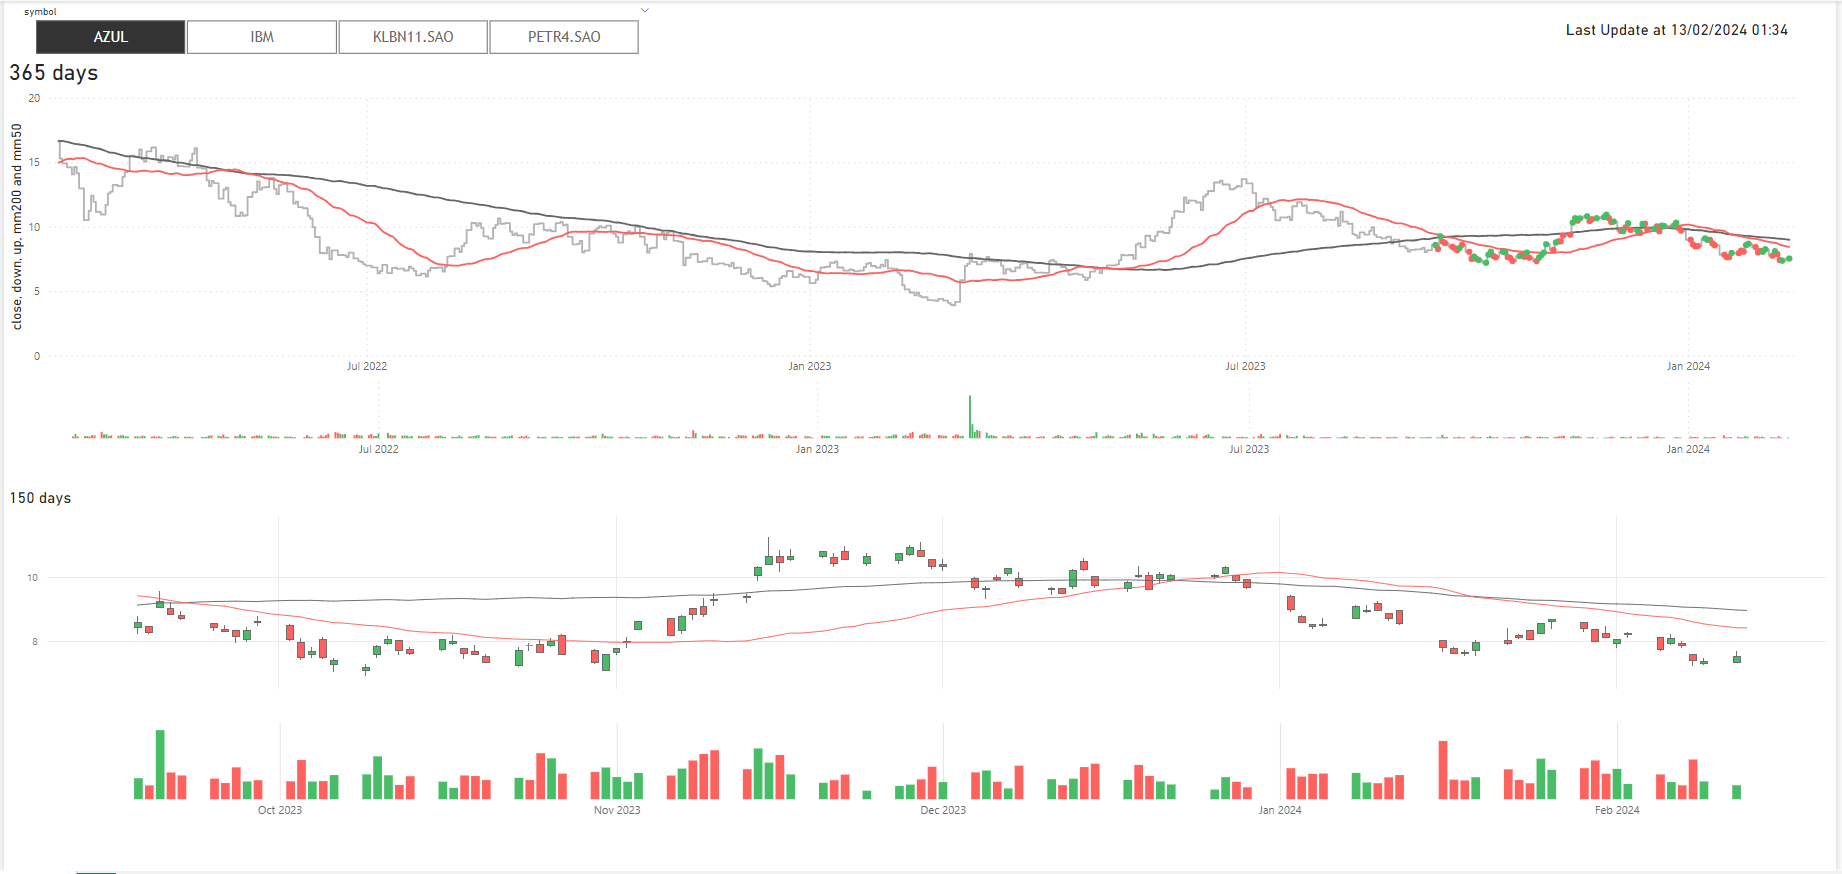 symbol
AZUL IBM KLBN11.SAO PETR4.SAO
Last Update at 13/02/2024 01:34
365 days
close, down, up, mm200 and mm50
20
15
10
5
0
Jul 2022 Jan 2023 Jul 2023 Jan 2024
Jul 2022 Jan 2023 Jul 2023 Jan 2024
150 days
10
8
Oct 2023 Nov 2023 Dec 2023 Jan 2024 Feb 2024